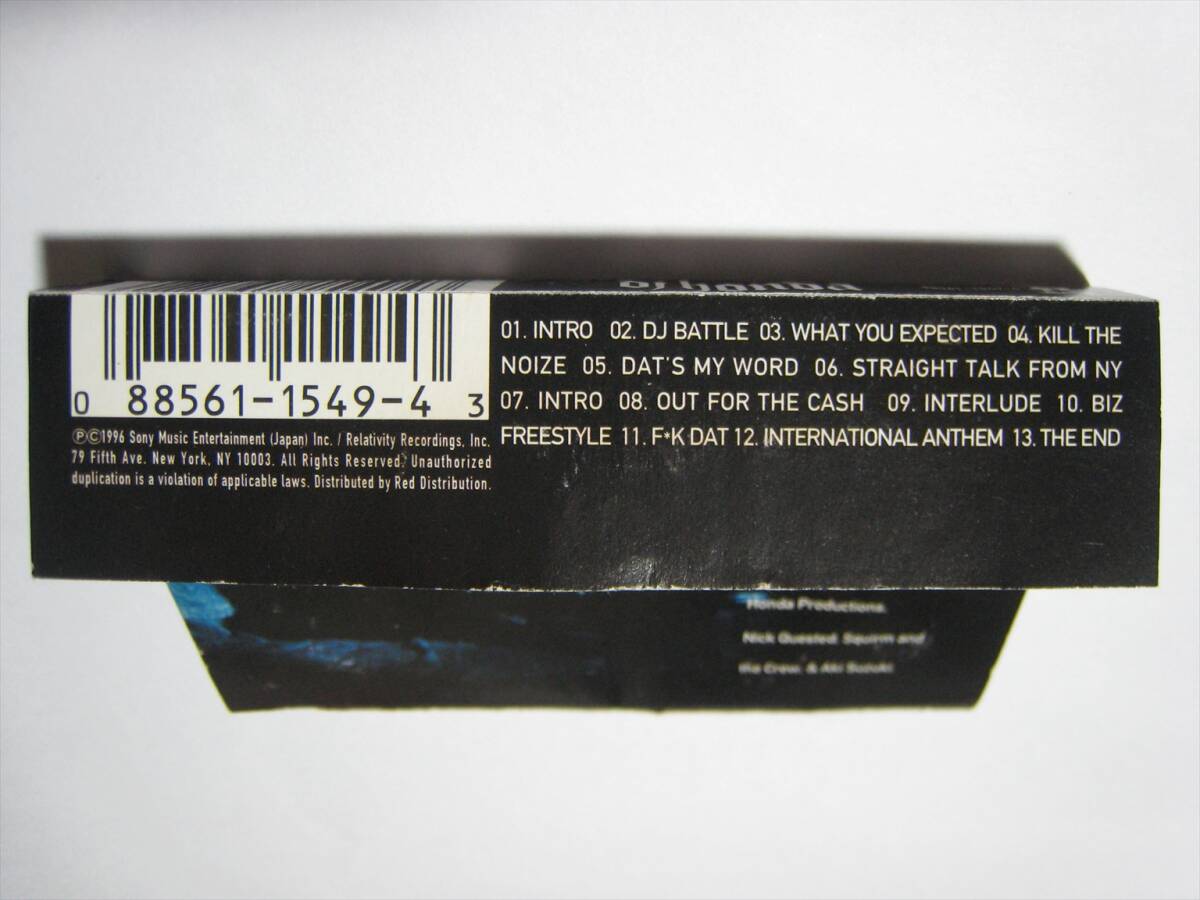 dj honda
01. INTRO 02. DJ BATTLE 03. WHAT YOU EXPECTED 04. KILL THE
NOIZE 05. DAT'S MY WORD 06. STRAIGHT TALK FROM NY
07. INTRO 08. OUT FOR THE CASH 09. INTERLUDE 10. BIZ
FREESTYLE 11. F*K DAT 12. INTERNATIONAL ANTHEM 13. THE END
0 88561-1549-4 3
℗©1996 Sony Music Entertainment (Japan) Inc. / Relativity Recordings, Inc.
79 Fifth Ave. New York, NY 10003. All Rights Reserved. Unauthorized
duplication is a violation of applicable laws. Distributed by Red Distribution.
Honda Productions.
Nick Quested. Squirm and
the Crew. & Aki Suzuki